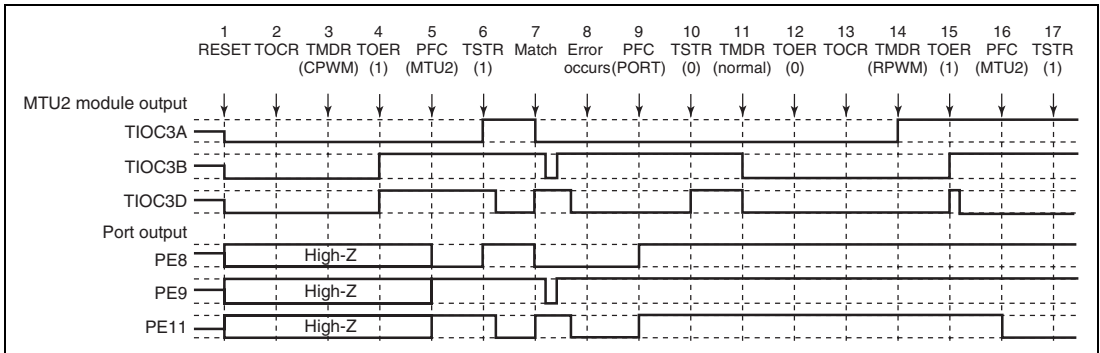 1 2 3 4 5 6 7 8 9 10 11 12 13 14 15 16 17
RESET TOCR TMDR TOER PFC TSTR Match Error PFC TSTR TMDR TOER TOCR TMDR TOER PFC TSTR
(CPWM) (1) (MTU2) (1) occurs (PORT) (0) (normal) (0) (RPWM) (1) (MTU2) (1)
MTU2 module output
TIOC3A
TIOC3B
TIOC3D
Port output
PE8 High-Z
PE9 High-Z
PE11 High-Z